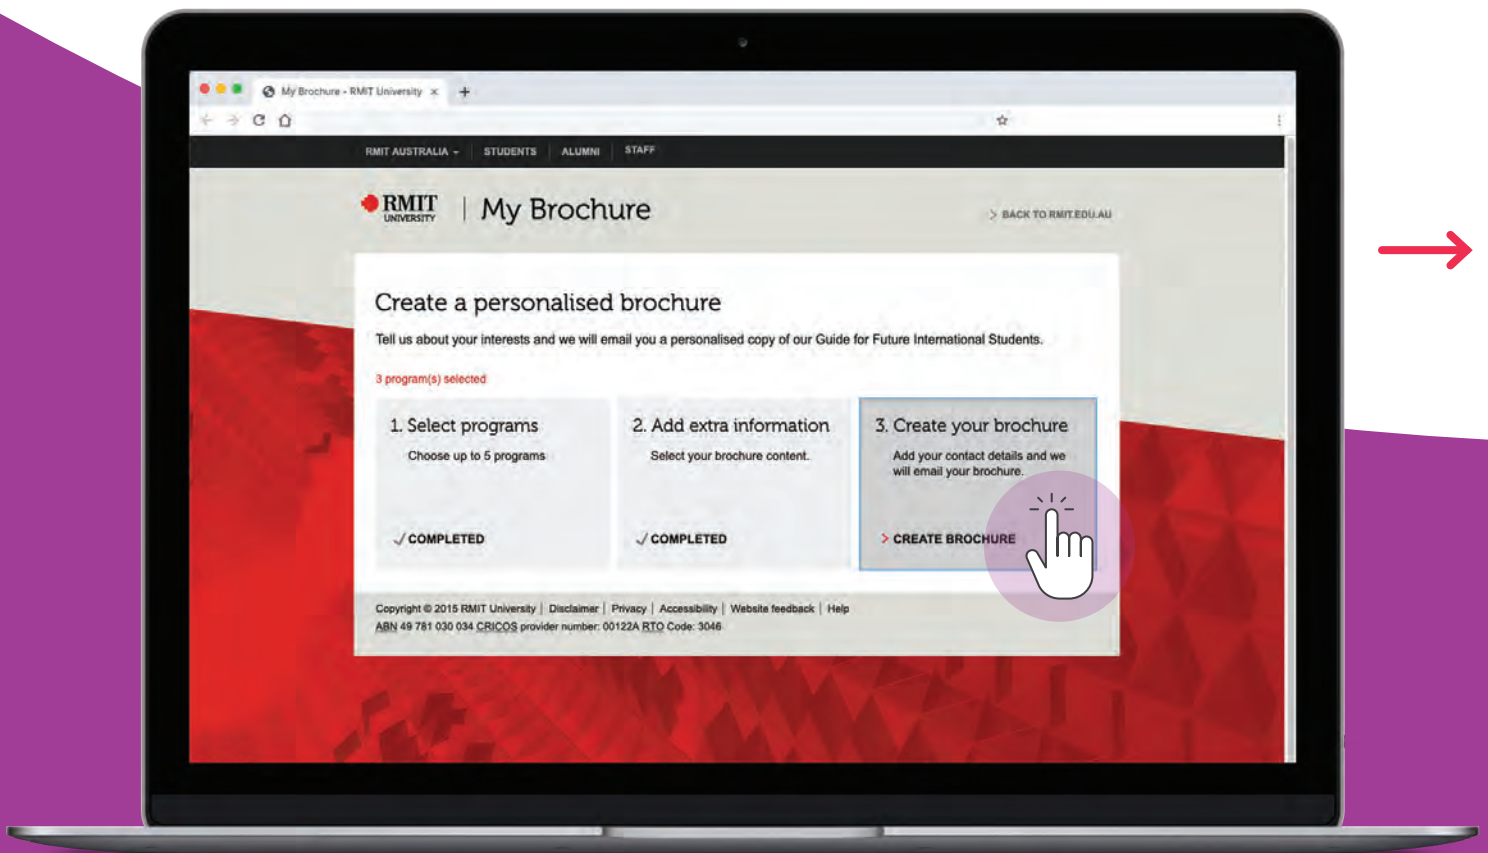 My Brochure - RMIT University
RMIT AUSTRALIA
STUDENTS
ALUMNI
STAFF
RMIT
UNIVERSITY
My Brochure
> BACK TO RMIT.EDU.AU
Create a personalised brochure
Tell us about your interests and we will email you a personalised copy of our Guide for Future International Students.
3 program(s) selected
1. Select programs
Choose up to 5 programs
COMPLETED
2. Add extra information
Select your brochure content.
COMPLETED
3. Create your brochure
Add your contact details and we
will email your brochure.
> CREATE BROCHURE
Copyright © 2015 RMIT University | Disclaimer | Privacy | Accessibility | Website feedback | Help
ABN 49 781 030 034 CRICOS provider number: 00122A RTO Code: 3046